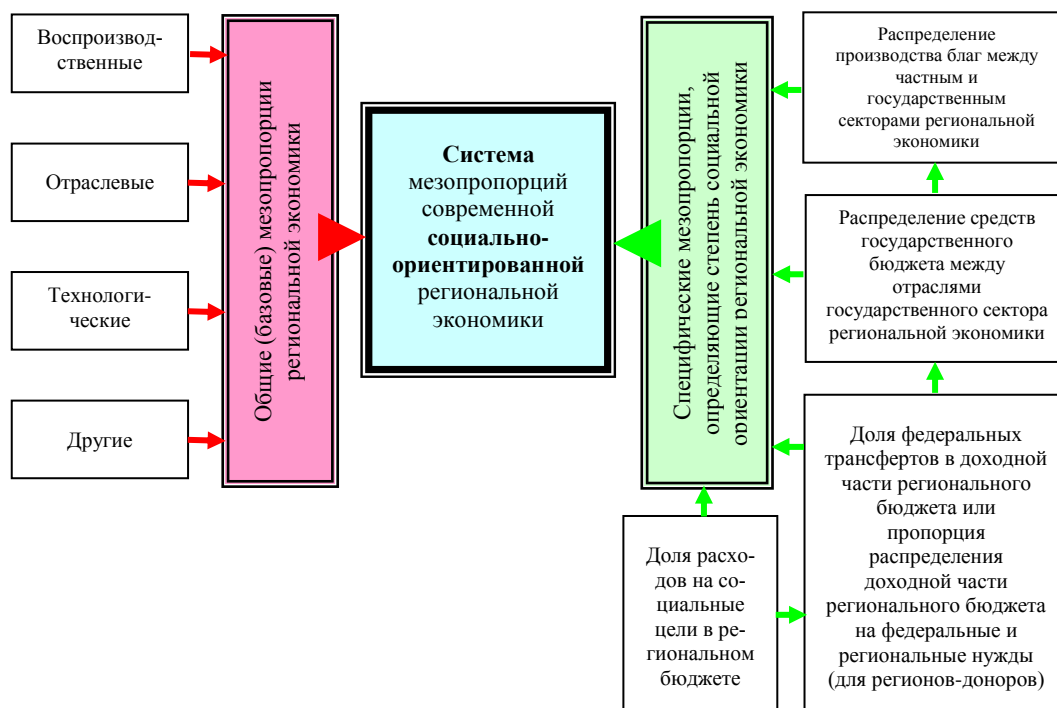 Воспроизвод-
ственные
Отраслевые
Технологи-
ческие
Другие
Общие (базовые) мезопропорции
региональной экономики
Система
мезопропорций
современной
социально-
ориентированной
региональной
экономики
Специфические мезопропорции,
определяющие степень социальной
ориентации региональной экономики
Распределение
производства благ между
частным и
государственным
секторами региональной
экономики
Распределение средств
государственного
бюджета между
отраслями
государственного сектора
региональной экономики
Доля федеральных
трансфертов в доходной
части регионального
бюджета или
пропорция
распределения
доходной части
регионального бюджета
на федеральные и
региональные нужды
(для регионов-доноров)
Доля расхо-
дов на со-
циальные
цели в ре-
гиональном
бюджете